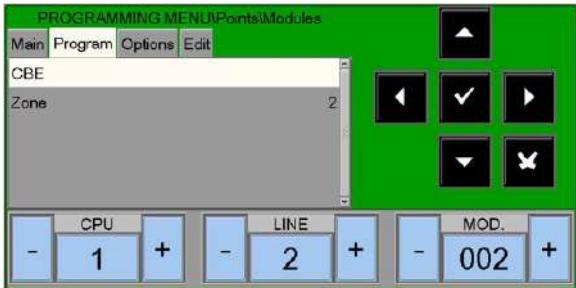 PROGRAMMING MENU\Points\Modules
Main Program Options Edit
CBE
Zone 2
CPU LINE MOD.
- 1 + - 2 + - 002 +